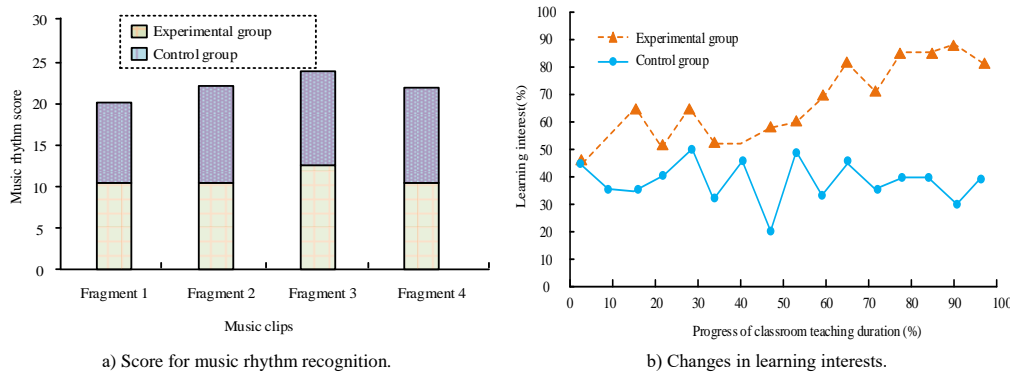 30
25
20
15
10
5
0
Music rhythm score
Experimental group
Control group
Fragment 1 Fragment 2 Fragment 3 Fragment 4
Music clips
a) Score for music rhythm recognition.
100
90
80
70
60
50
40
30
20
10
0
Learning interest(%)
Experimental group
Control group
0 10 20 30 40 50 60 70 80 90 100
Progress of classroom teaching duration (%)
b) Changes in learning interests.